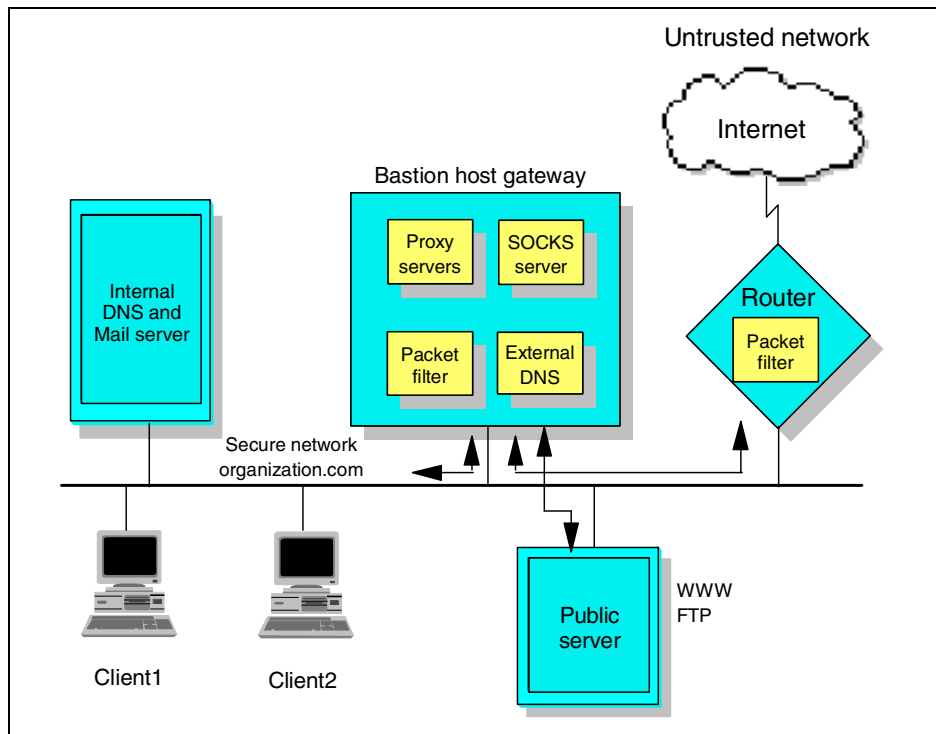 Untrusted network
Internet
Bastion host gateway
Proxy
servers
SOCKS
server
Internal
DNS and
Mail server
Router
Packet
filter
External
DNS
Packet
filter
Secure network
organization.com
Public
server
WWW
FTP
Client1
Client2